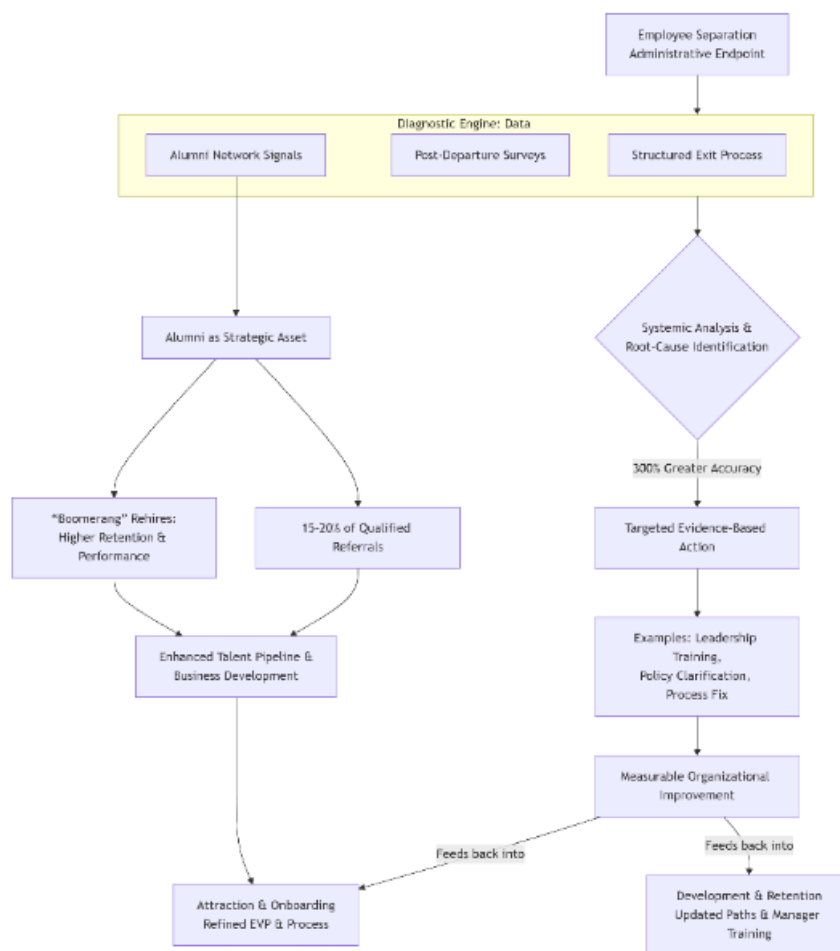 Employee Separation
Administrative Endpoint
Diagnostic Engine: Data
Alumni Network Signals
Post-Departure Surveys
Structured Exit Process
Systemic Analysis &
Root-Cause Identification
Alumni as Strategic Asset
300% Greater Accuracy
“Boomerang” Rehires:
Higher Retention &
Performance
15-20% of Qualified
Referrals
Targeted Evidence-Based
Action
Enhanced Talent Pipeline &
Business Development
Examples: Leadership
Training,
Policy Clarification,
Process Fix
Measurable Organizational
Improvement
Feeds back into
Feeds back into
Attraction & Onboarding
Refined EVP & Process
Development & Retention
Updated Paths & Manager
Training